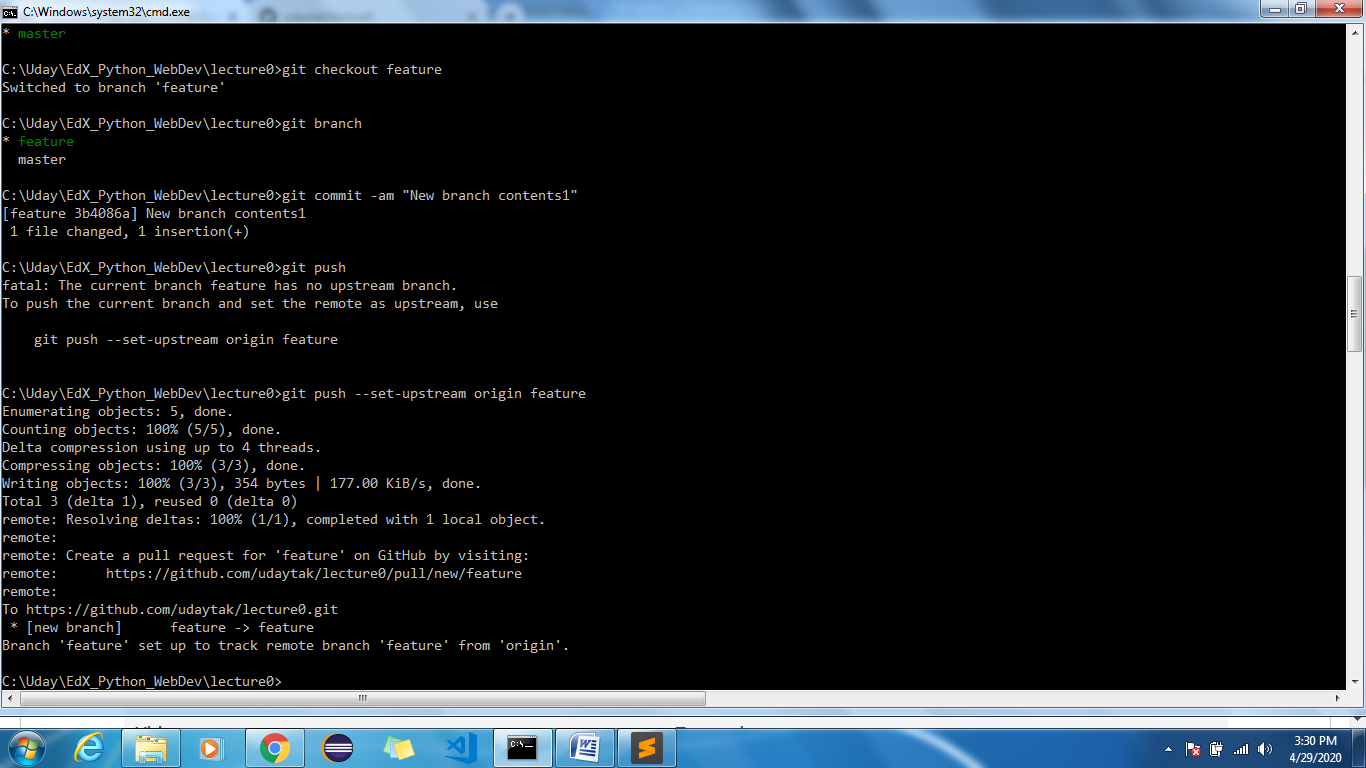 C:\Windows\system32\cmd.exe
* master
C:\Uday\EdX_Python_WebDev\lecture0>git checkout feature
Switched to branch 'feature'
C:\Uday\EdX_Python_WebDev\lecture0>git branch
* feature
  master
C:\Uday\EdX_Python_WebDev\lecture0>git commit -am "New branch contents1"
[feature 3b4086a] New branch contents1
 1 file changed, 1 insertion(+)
C:\Uday\EdX_Python_WebDev\lecture0>git push
fatal: The current branch feature has no upstream branch.
To push the current branch and set the remote as upstream, use
    git push --set-upstream origin feature
C:\Uday\EdX_Python_WebDev\lecture0>git push --set-upstream origin feature
Enumerating objects: 5, done.
Counting objects: 100% (5/5), done.
Delta compression using up to 4 threads.
Compressing objects: 100% (3/3), done.
Writing objects: 100% (3/3), 354 bytes | 177.00 KiB/s, done.
Total 3 (delta 1), reused 0 (delta 0)
remote: Resolving deltas: 100% (1/1), completed with 1 local object.
remote:
remote: Create a pull request for 'feature' on GitHub by visiting:
remote:      https://github.com/udaytak/lecture0/pull/new/feature
remote:
To https://github.com/udaytak/lecture0.git
 * [new branch]      feature -> feature
Branch 'feature' set up to track remote branch 'feature' from 'origin'.
C:\Uday\EdX_Python_WebDev\lecture0>
3:30 PM
4/29/2020